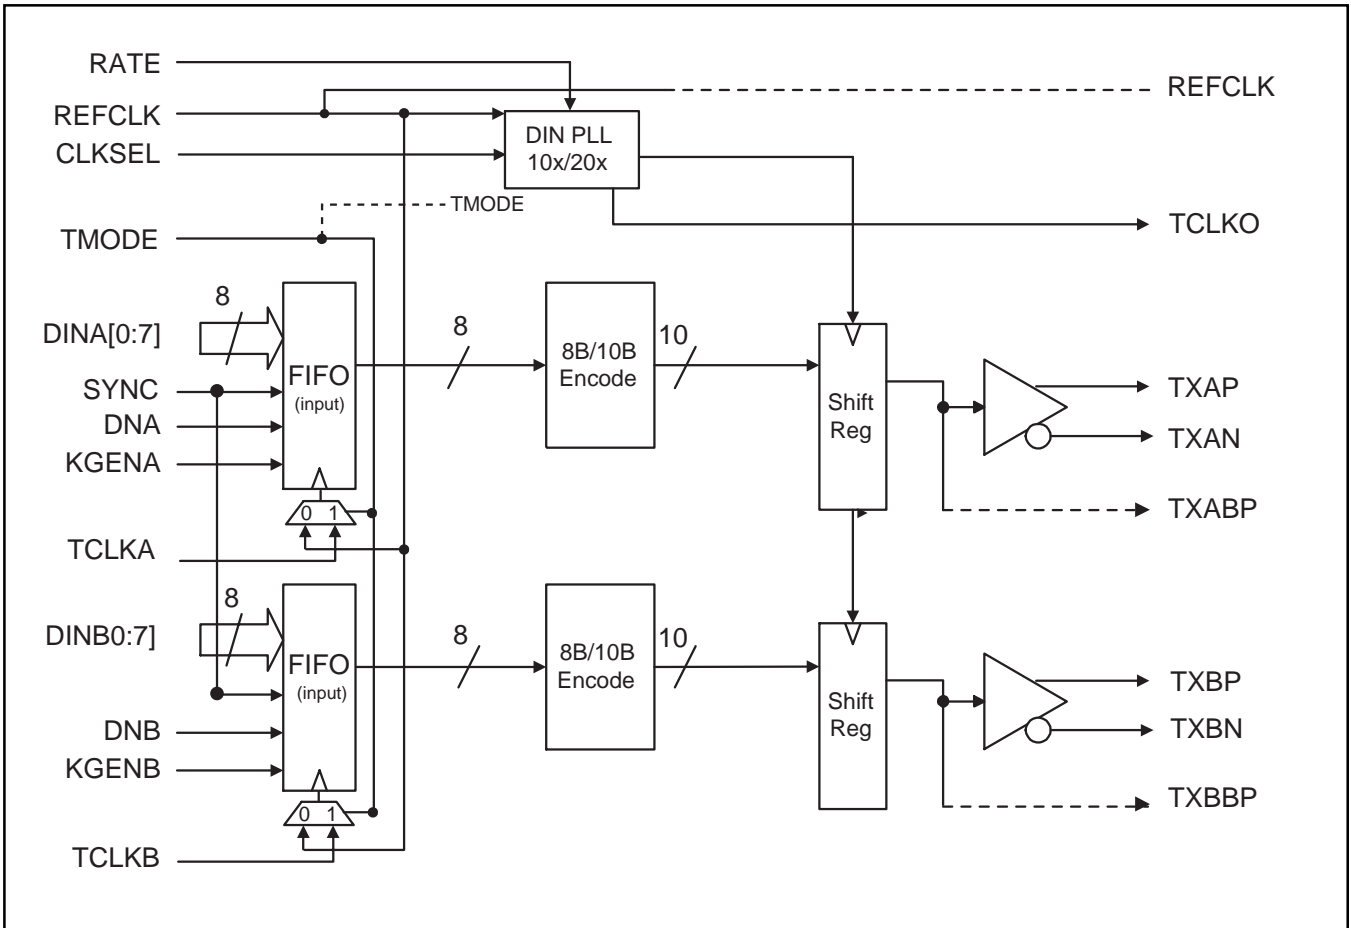 RATE
REFCLK
REFCLK
CLKSEL
DIN PLL
10x/20x
TMODE
TMODE
TCLKO
8
DINA[0:7]
SYNC
DNA
KGENA
FIFO
(input)
0 1
TCLKA
8
8B/10B
Encode
10
Shift
Reg
TXAP
TXAN
TXABP
8
DINB0:7]
DNB
KGENB
FIFO
(input)
0 1
TCLKB
8
8B/10B
Encode
10
Shift
Reg
TXBP
TXBN
TXBBP